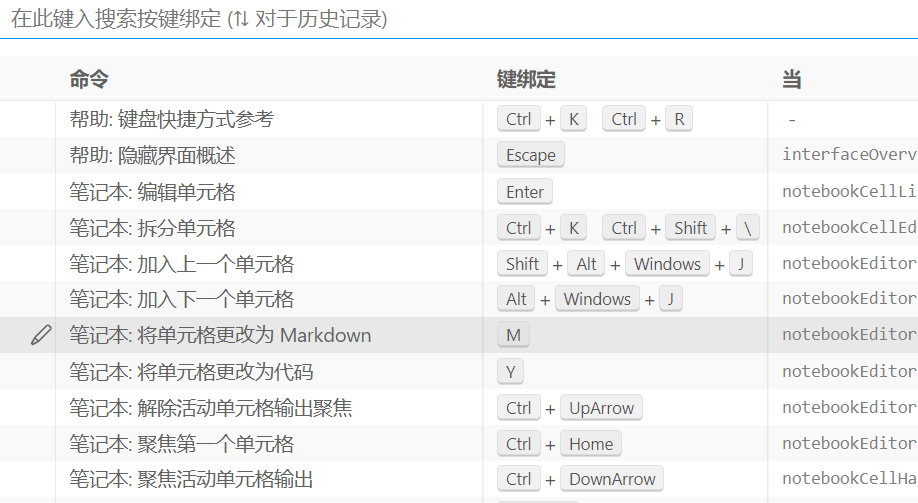 在此键入搜索按键绑定 (⇅ 对于历史记录)
命令 键绑定 当
帮助: 键盘快捷方式参考 Ctrl + K Ctrl + R -
帮助: 隐藏界面概述 Escape interfaceOverv
笔记本: 编辑单元格 Enter notebookCellLi
笔记本: 拆分单元格 Ctrl + K Ctrl + Shift + \ notebookCellEd
笔记本: 加入上一个单元格 Shift + Alt + Windows + J notebookEditor
笔记本: 加入下一个单元格 Alt + Windows + J notebookEditor
笔记本: 将单元格更改为 Markdown M notebookEditor
笔记本: 将单元格更改为代码 Y notebookEditor
笔记本: 解除活动单元格输出聚焦 Ctrl + UpArrow notebookEditor
笔记本: 聚焦第一个单元格 Ctrl + Home notebookEditor
笔记本: 聚焦活动单元格输出 Ctrl + DownArrow notebookCellHa